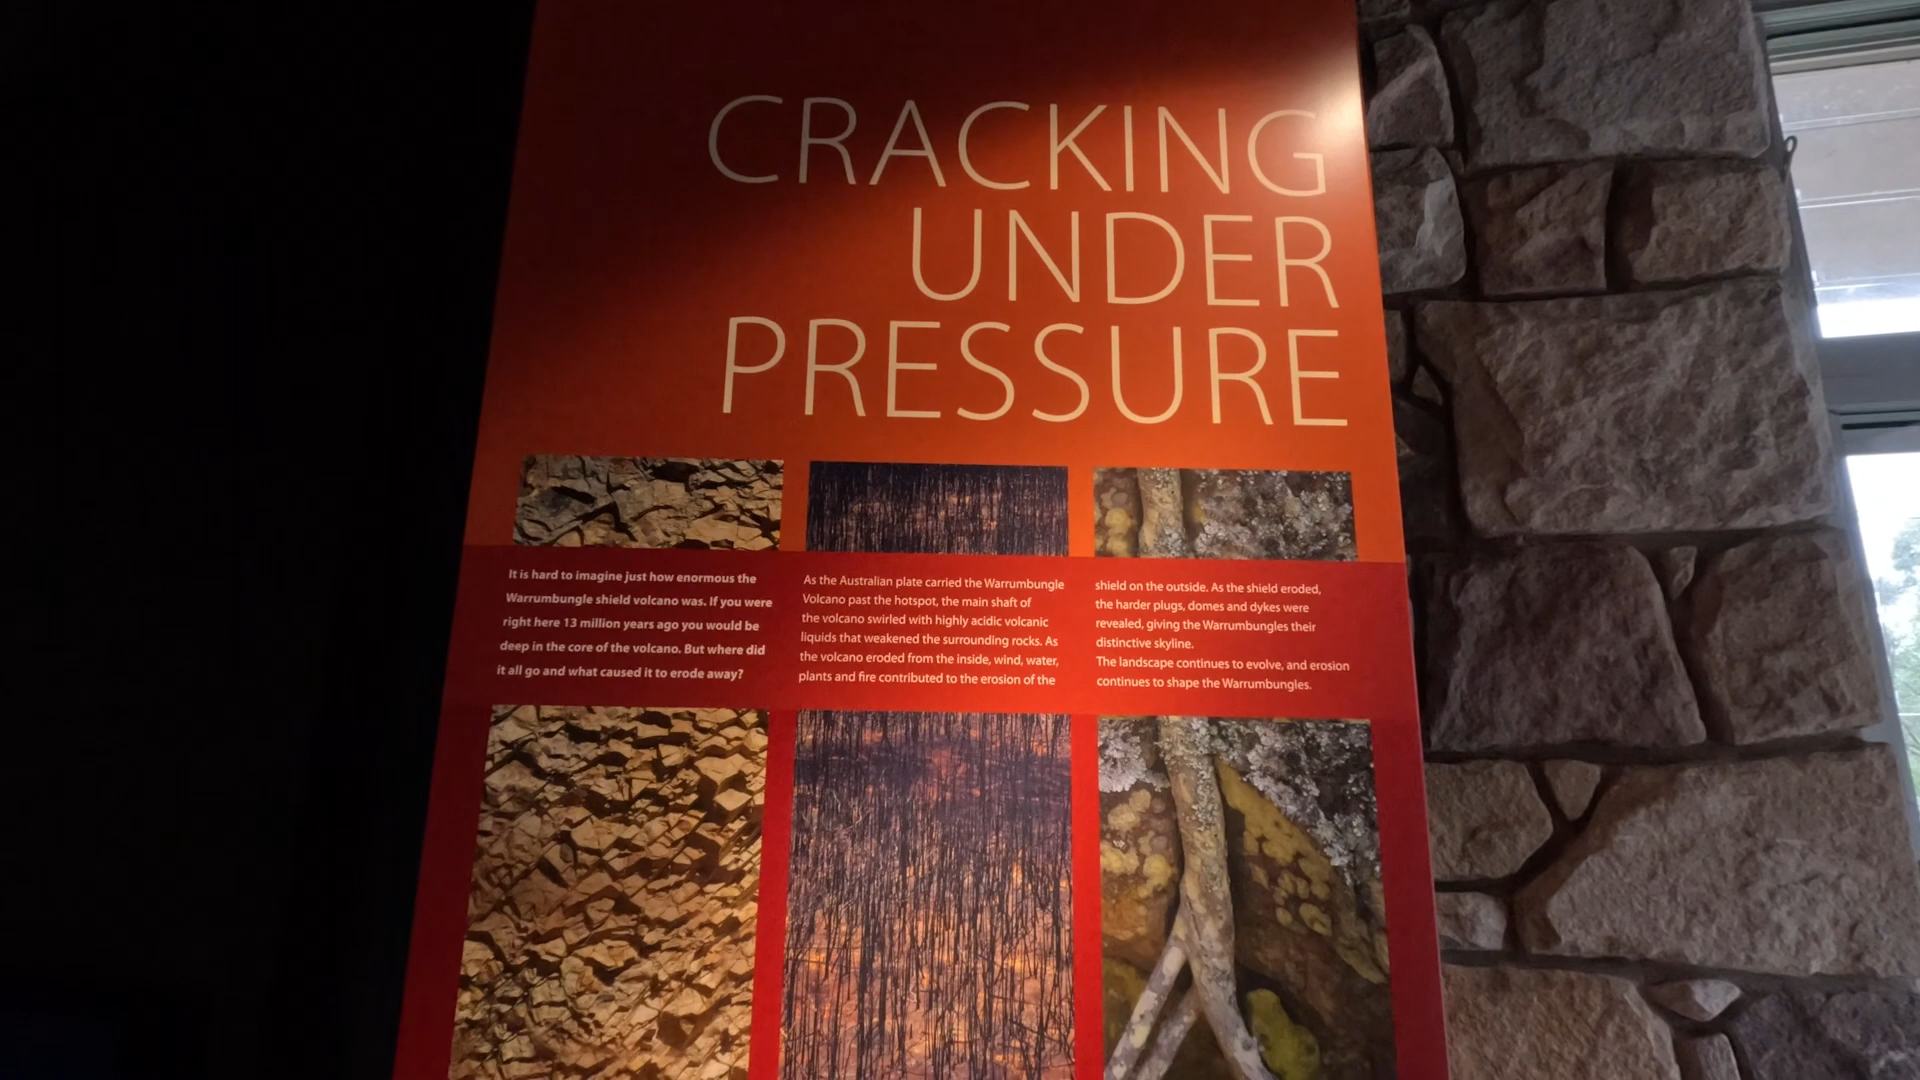 CRACKING
UNDER
PRESSURE
It is hard to imagine just how enormous the
Warrumbungle shield volcano was. If you were
right here 13 million years ago you would be
deep in the core of the volcano. But where did
it all go and what caused it to erode away?
As the Australian plate carried the Warrumbungle
Volcano past the hotspot, the main shaft of
the volcano swirled with highly acidic volcanic
liquids that weakened the surrounding rocks. As
the volcano eroded from the inside, wind, water,
plants and fire contributed to the erosion of the
shield on the outside. As the shield eroded,
the harder plugs, domes and dykes were
revealed, giving the Warrumbungles their
distinctive skyline.
The landscape continues to evolve, and erosion
continues to shape the Warrumbungles.